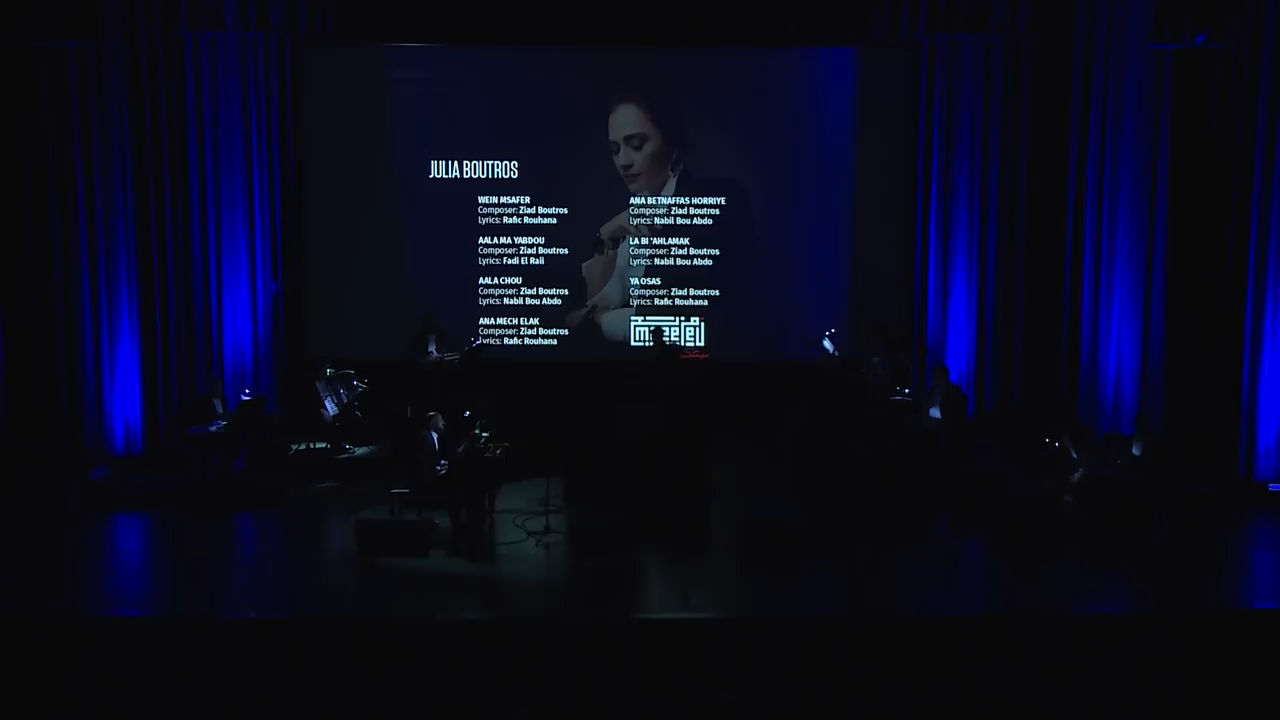 JULIA BOUTROS
WEIN MSAFER
Composer: Ziad Boutros
Lyrics: Rafic Rouhana
AALA MA YABDOU
Composer: Ziad Boutros
Lyrics: Fadi El Raii
AALA CHOU
Composer: Ziad Boutros
Lyrics: Nabil Bou Abdo
ANA MECH ELAK
Composer: Ziad Boutros
Lyrics: Rafic Rouhana
ANA BETNAFFAS HORRIYE
Composer: Ziad Boutros
Lyrics: Nabil Bou Abdo
LA BI 'AHLAMAK
Composer: Ziad Boutros
Lyrics: Nabil Bou Abdo
YA OSAS
Composer: Ziad Boutros
Lyrics: Rafic Rouhana